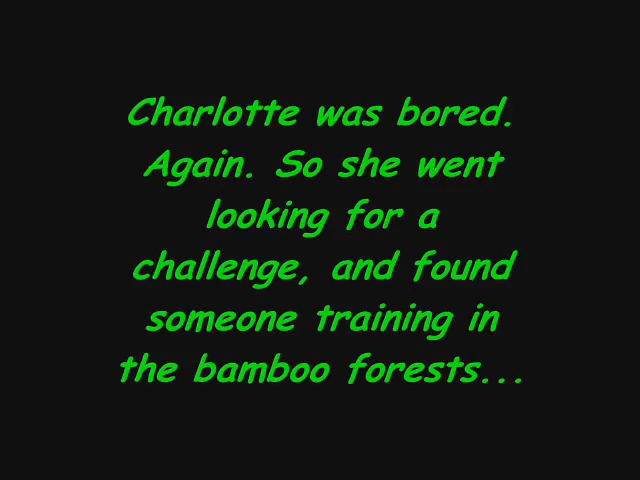 Charlotte was bored.
Again. So she went
looking for a
challenge, and found
someone training in
the bamboo forests...